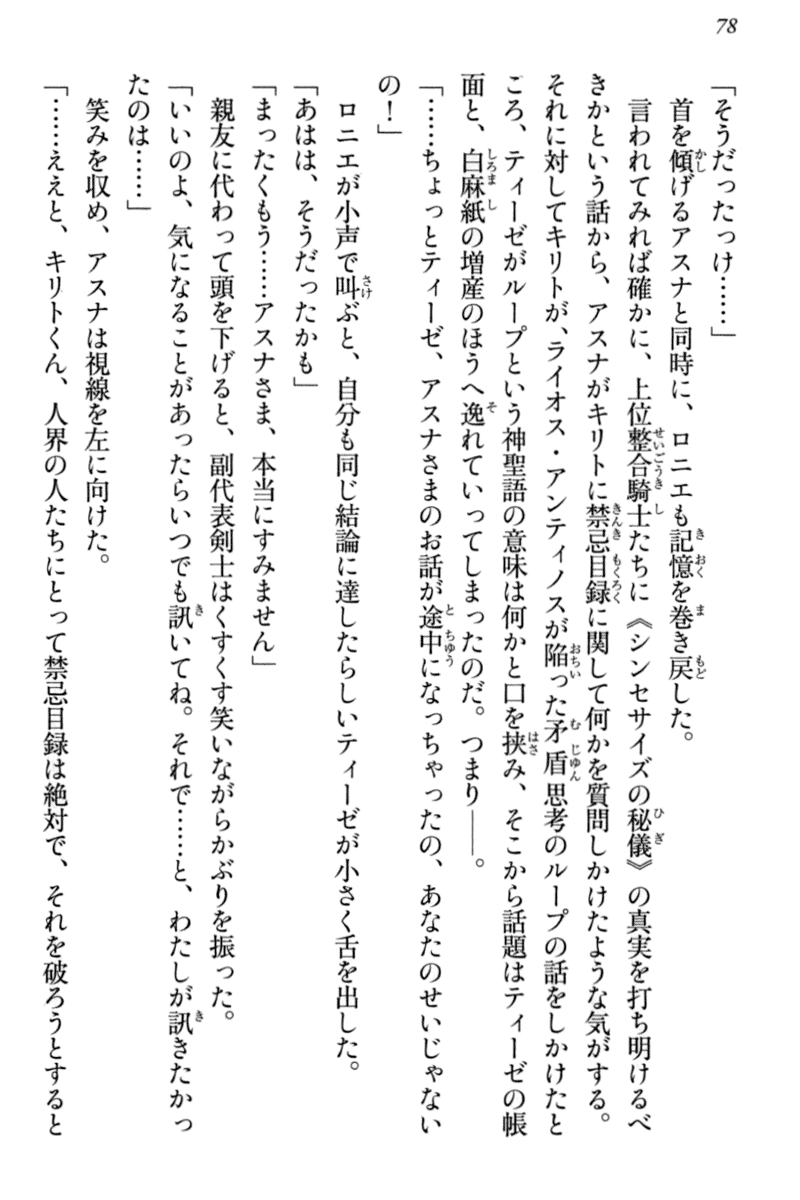 78
「そうだったっけ……」
首を傾げるアスナと同時に、ロニエも記憶を巻き戻した。
言われてみれば確かに、上位整合騎士たちに《シンセサイズの秘儀》の真実を打ち明けるべ
きかという話から、アスナがキリトに禁忌目録に関して何かを質問しかけたような気がする。
それに対してキリトが、ライオス・アンティノスが陥った矛盾思考のループの話をしかけたと
ころ、ティーゼがループという神聖語の意味は何かと口を挟み、そこから話題はティーゼの帳
面と、白麻紙の増産のほうへ逸れていってしまったのだ。つまり――。
「……ちょっとティーゼ、アスナさまのお話が途中になっちゃったの、あなたのせいじゃない
の！」
ロニエが小声で叫ぶと、自分も同じ結論に達したらしいティーゼが小さく舌を出した。
「あはは、そうだったかも」
「まったくもう……アスナさま、本当にすみません」
親友に代わって頭を下げると、副代表剣士はくすくす笑いながらかぶりを振った。
「いいのよ、気になることがあったらいつでも訊いてね。それで……と、わたしが訊きたかっ
たのは……」
笑みを収め、アスナは視線を左に向けた。
「……ええと、キリトくん、人界の人たちにとって禁忌目録は絶対で、それを破ろうとすると